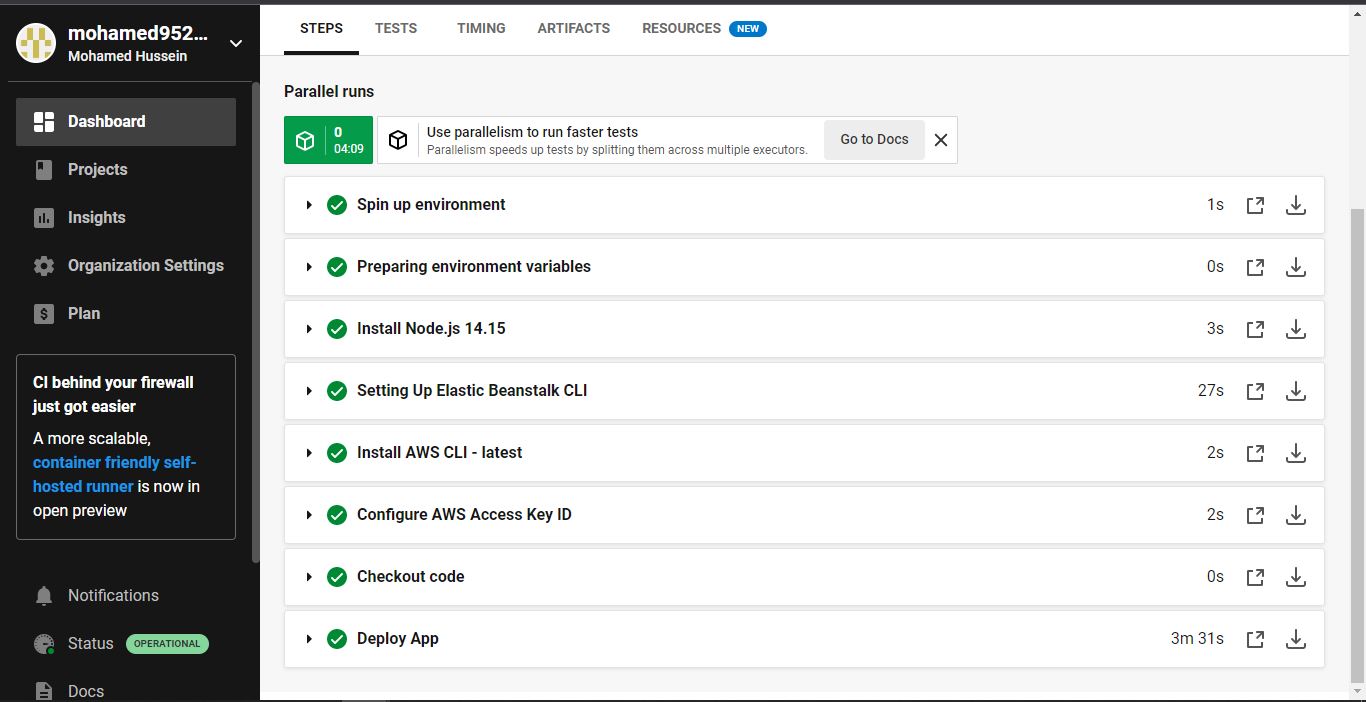 mohamed952...
Mohamed Hussein
Dashboard
Projects
Insights
Organization Settings
Plan
CI behind your firewall
just got easier
A more scalable,
container friendly self-
hosted runner is now in
open preview
Notifications
Status OPERATIONAL
Docs
STEPS TESTS TIMING ARTIFACTS RESOURCES NEW
Parallel runs
0
04:09
Use parallelism to run faster tests
Parallelism speeds up tests by splitting them across multiple executors.
Go to Docs
Spin up environment 1s
Preparing environment variables 0s
Install Node.js 14.15 3s
Setting Up Elastic Beanstalk CLI 27s
Install AWS CLI - latest 2s
Configure AWS Access Key ID 2s
Checkout code 0s
Deploy App 3m 31s